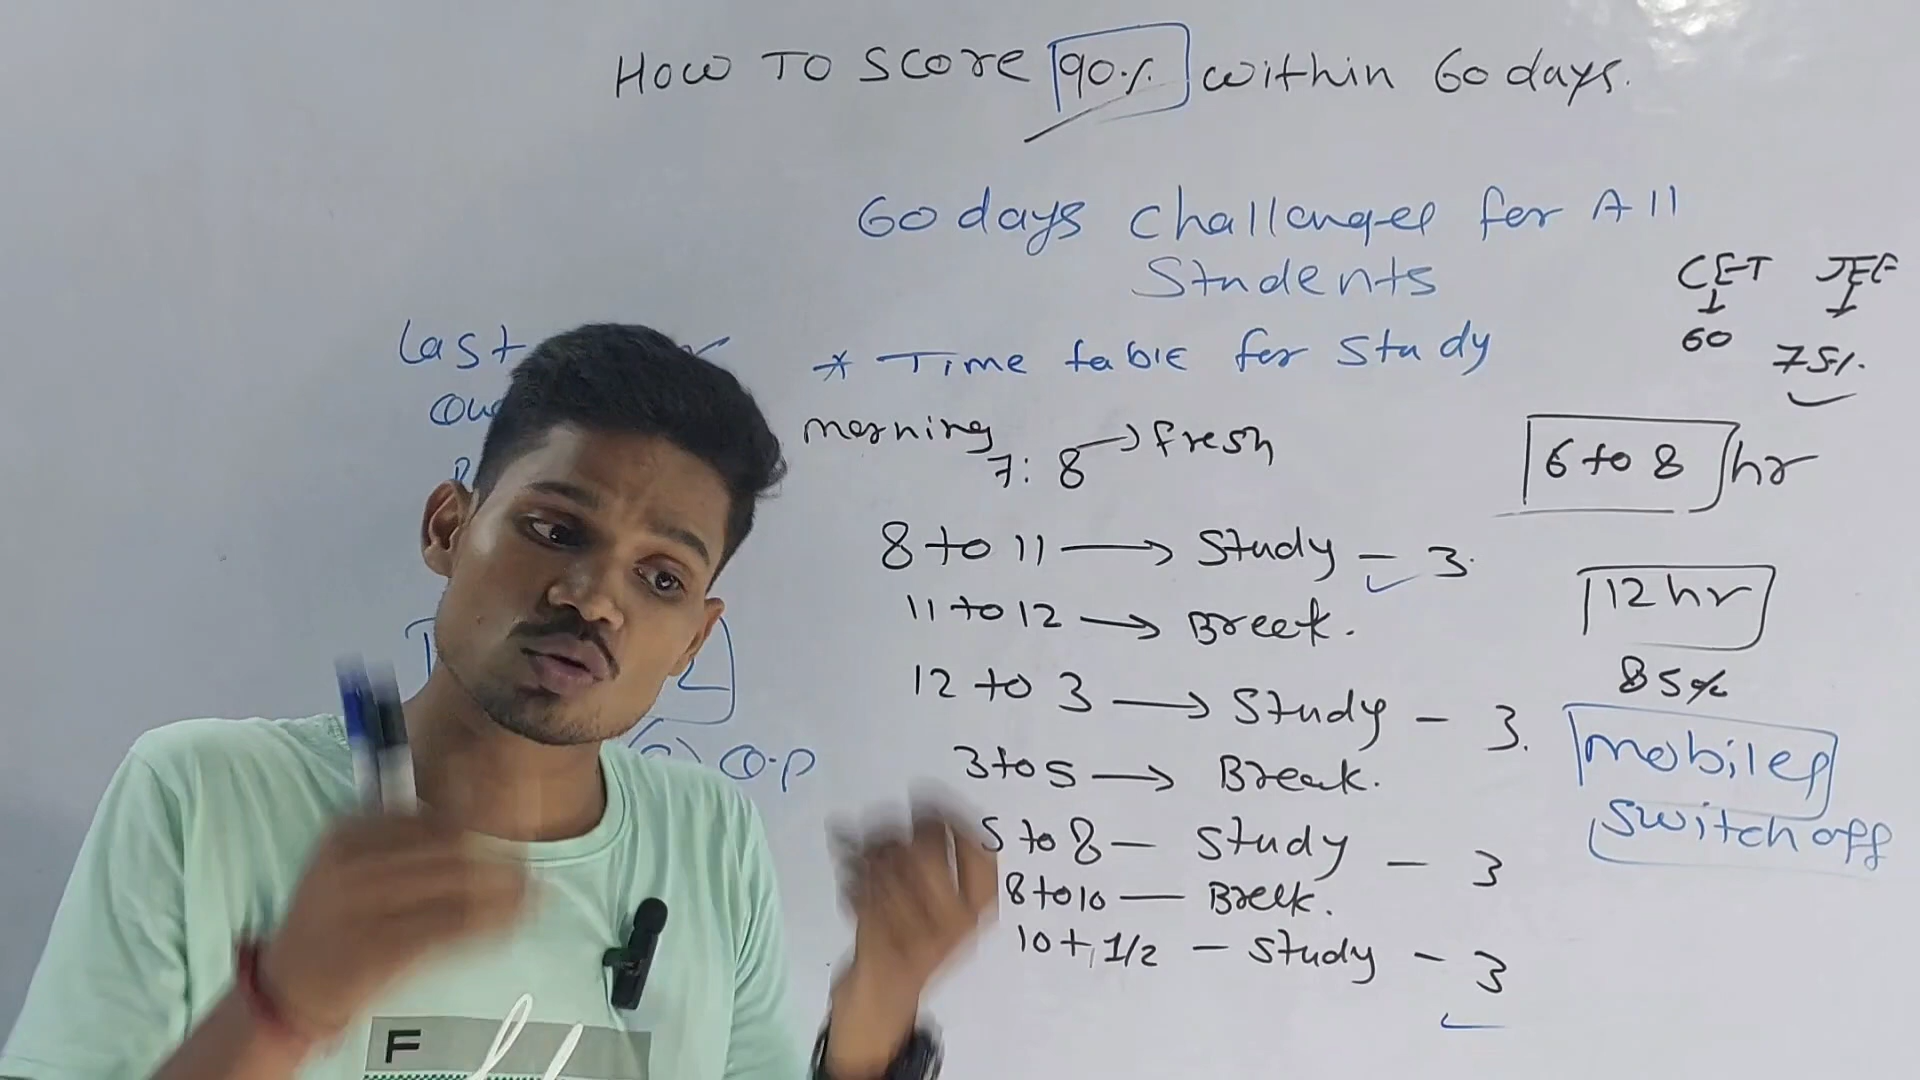 HOW TO SCORE 90% within 60 days.
60 days challenges for All
Students
CET JEE
60 75%.
Last
* Time table for Study
morning
7: 8 → fresh
6 to 8 hr
8 to 11 → Study - 3.
11 to 12 → Break.
12 hr
12 to 3 → Study - 3.
85%
3 to 5 → Break.
mobiles
switch off
O.P
5 to 8 - Study - 3
8 to 10 - Break.
10 t 1/2 - Study - 3
F